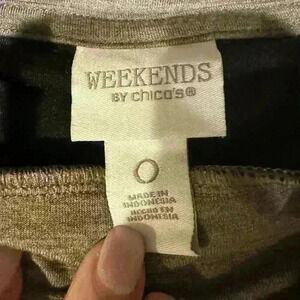 WEEKENDS
BY chico's®
0
MADE IN
INDONESIA
HECHO EN
INDONESIA